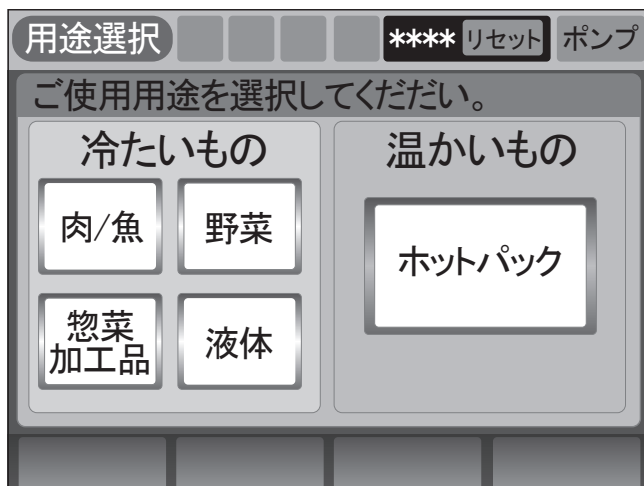 用途選択
**** リセット ポンプ
ご使用用途を選択してくだだい。
冷たいもの
肉/魚 野菜
惣菜
加工品
液体
温かいもの
ホットパック